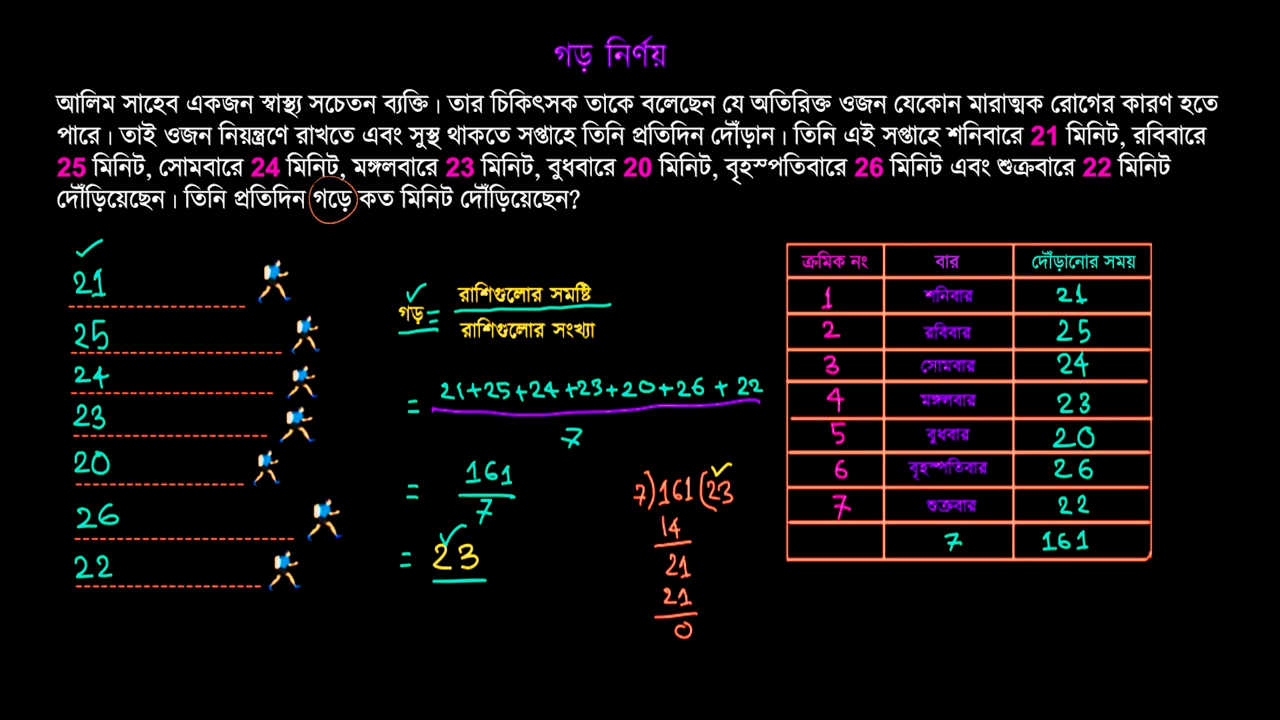 গড় নির্ণয়
আলিম সাহেব একজন স্বাস্থ্য সচেতন ব্যক্তি। তার চিকিৎসক তাকে বলেছেন যে অতিরিক্ত ওজন যেকোন মারাত্মক রোগের কারণ হতে
পারে। তাই ওজন নিয়ন্ত্রণে রাখতে এবং সুস্থ থাকতে সপ্তাহে তিনি প্রতিদিন দৌঁড়ান। তিনি এই সপ্তাহে শনিবারে 21 মিনিট, রবিবারে
25 মিনিট, সোমবারে 24 মিনিট, মঙ্গলবারে 23 মিনিট, বুধবারে 20 মিনিট, বৃহস্পতিবারে 26 মিনিট এবং শুক্রবারে 22 মিনিট
দৌঁড়িয়েছেন। তিনি প্রতিদিন গড়ে কত মিনিট দৌঁড়িয়েছেন?
21
25
24
23
20
26
22
রাশিগুলোর সমষ্টি
গড় =
রাশিগুলোর সংখ্যা
= 21+25+24+23+20+26+22
7
= 161
7
= 23
7)161(23
14
21
21
0
ক্রমিক নং বার দৌঁড়ানোর সময়
1 শনিবার 21
2 রবিবার 25
3 সোমবার 24
4 মঙ্গলবার 23
5 বুধবার 20
6 বৃহস্পতিবার 26
7 শুক্রবার 22
7 161